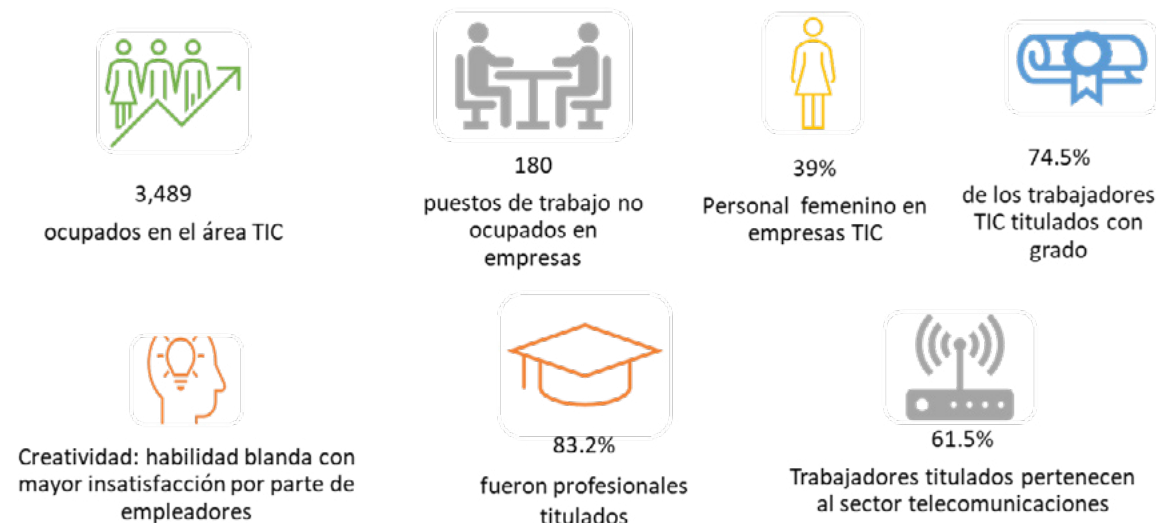 3,489
ocupados en el área TIC
180
puestos de trabajo no
ocupados en
empresas
39%
Personal femenino en
empresas TIC
74.5%
de los trabajadores
TIC titulados con
grado
Creatividad: habilidad blanda con
mayor insatisfacción por parte de
empleadores
83.2%
fueron profesionales
titulados
61.5%
Trabajadores titulados pertenecen
al sector telecomunicaciones